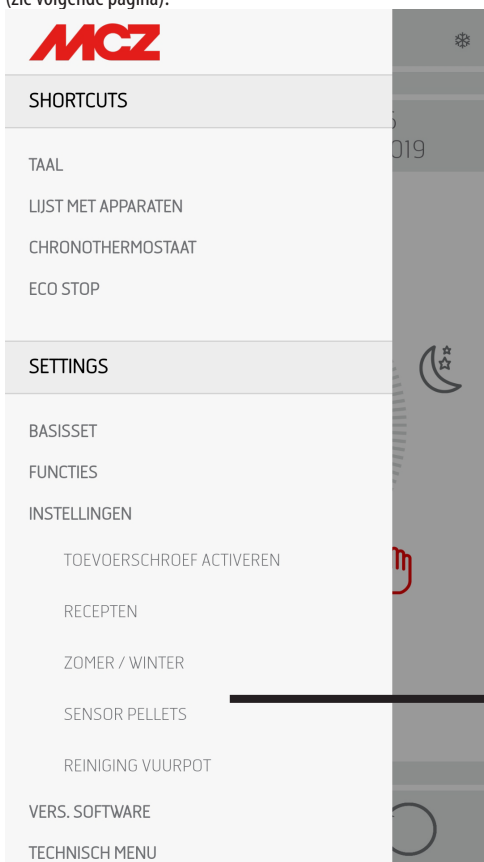 (zie volgende pagina).
MCZ
SHORTCUTS
019
TAAL
LIJST MET APPARATEN
CHRONOTHERMOSTAAT
ECO STOP
SETTINGS
BASISSET
FUNCTIES
INSTELLINGEN
TOEVOERSCHROEF ACTIVEREN
RECEPTEN
ZOMER / WINTER
SENSOR PELLETS
REINIGING VUURPOT
VERS. SOFTWARE
TECHNISCH MENU